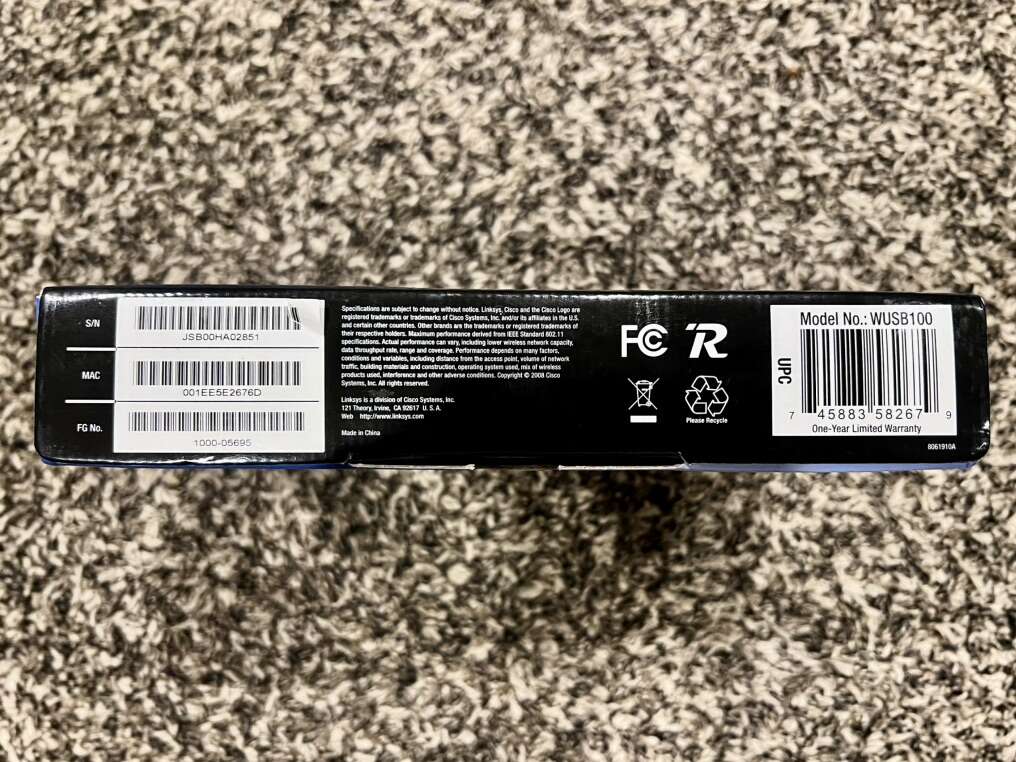 S/N
JSB00HA02851
MAC
001EE5E2676D
FG No.
1000-05695
Specifications are subject to change without notice. Linksys, Cisco and the Cisco Logo are
registered trademarks or trademarks of Cisco Systems, Inc. and/or its affiliates in the U.S.
and certain other countries. Other brands are the trademarks or registered trademarks of
their respective holders. Maximum performance derived from IEEE Standard 802.11
specifications. Actual performance can vary, including lower wireless network capacity,
data throughput rate, range and coverage. Performance depends on many factors,
conditions and variables, including distance from the access point, volume of network
traffic, building materials and construction, operating system used, mix of wireless
products used, interference and other adverse conditions. Copyright © 2008 Cisco
Systems, Inc. All rights reserved.
Linksys is a division of Cisco Systems, Inc.
121 Theory, Irvine, CA 92617 U. S. A.
Web http://www.linksys.com
Made in China
FC
R
Please Recycle
Model No.: WUSB100
UPC
7 45883 58267 9
One-Year Limited Warranty
8061910A